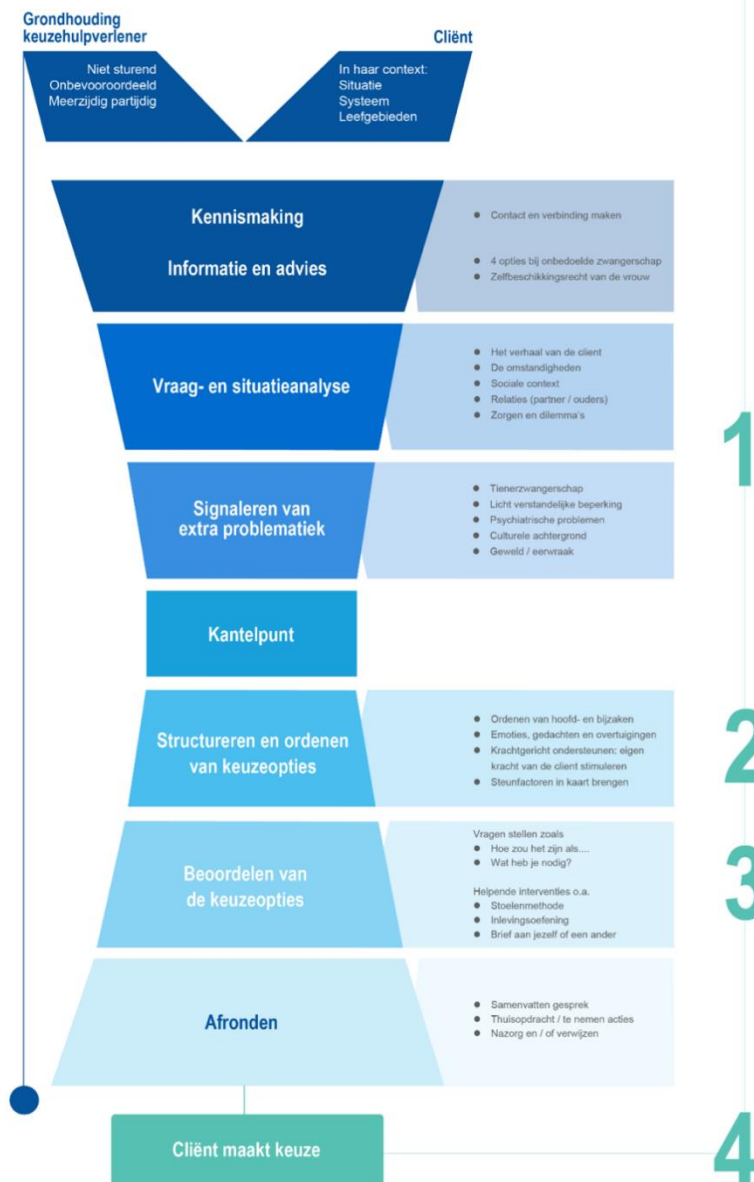 Grondhouding
keuzehulpverlener
Cliënt
Niet sturend
Onbevooroordeeld
Meerzijdig partijdig
In haar context:
Situatie
Systeem
Leefgebieden
Kennismaking
Informatie en advies
Contact en verbinding maken
4 opties bij onbedoelde zwangerschap
Zelfbeschikkingsrecht van de vrouw
Vraag- en situatieanalyse
Het verhaal van de client
De omstandigheden
Sociale context
Relaties (partner / ouders)
Zorgen en dilemma's
1
Signaleren van
extra problematiek
Tienerzwangerschap
Licht verstandelijke beperking
Psychiatrische problemen
Culturele achtergrond
Geweld / eerwraak
Kantelpunt
Structureren en ordenen
van keuzeopties
Ordenen van hoofd- en bijzaken
Emoties, gedachten en overtuigingen
Krachtgericht ondersteunen: eigen
kracht van de client stimuleren
Steunfactoren in kaart brengen
2
Beoordelen van
de keuzeopties
Vragen stellen zoals
Hoe zou het zijn als....
Wat heb je nodig?
Helpende interventies o.a.
Stoelenmethode
Inlevingsoefening
Brief aan jezelf of een ander
3
Afronden
Samenvatten gesprek
Thuisopdracht / te nemen acties
Nazorg en / of verwijzen
Cliënt maakt keuze
4